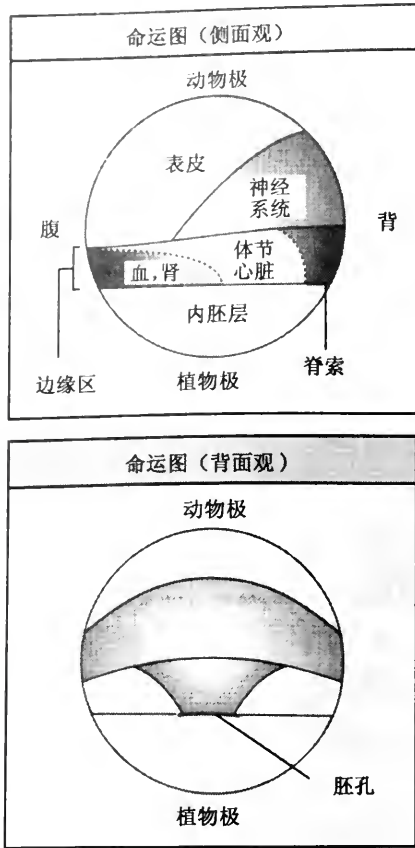 命运图（侧面观）
动物极
表皮
神经
系统
腹
背
体节
心脏
血，肾
内胚层
边缘区
植物极
脊索
命运图（背面观）
动物极
胚孔
植物极